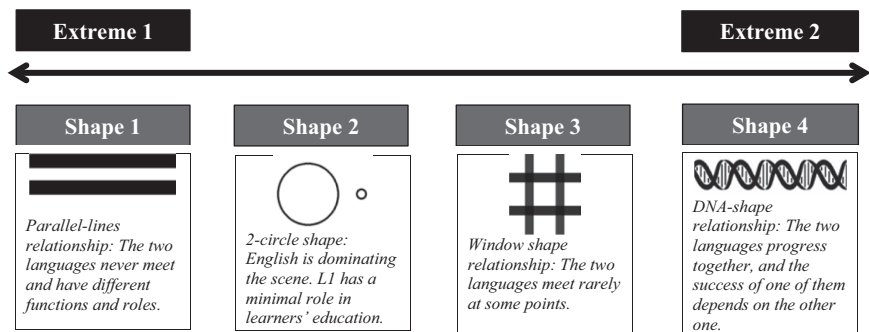 Extreme 1
Extreme 2
Shape 1
Shape 2
Shape 3
Shape 4
Parallel-lines
relationship: The two
languages never meet
and have different
functions and roles.
2-circle shape:
English is dominating
the scene. L1 has a
minimal role in
learners’ education.
Window shape
relationship: The two
languages meet rarely
at some points.
DNA-shape
relationship: The two
languages progress
together, and the
success of one of them
depends on the other
one.